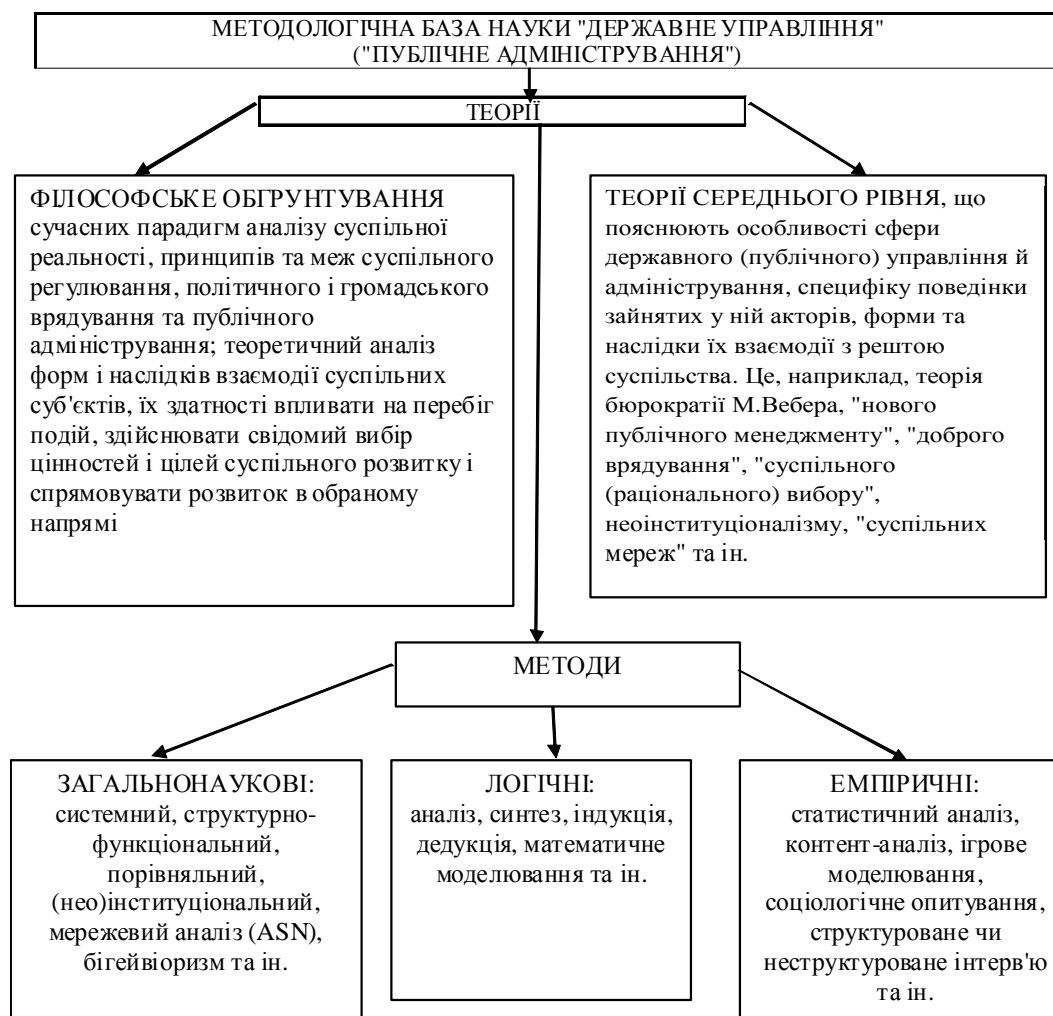 МЕТОДОЛОГІЧНА БАЗА НАУКИ "ДЕРЖАВНЕ УПРАВЛІННЯ"
("ПУБЛІЧНЕ АДМІНІСТРУВАННЯ")
ТЕОРІЇ
ФІЛОСОФСЬКЕ ОБГРУНТУВАННЯ
сучасних парадигм аналізу суспільної
реальності, принципів та меж суспільного
регулювання, політичного і громадського
врядування та публічного
адміністрування; теоретичний аналіз
форм і наслідків взаємодії суспільних
суб'єктів, їх здатності впливати на перебіг
подій, здійснювати свідомий вибір
цінностей і цілей суспільного розвитку і
спрямовувати розвиток в обраному
напрямі
ТЕОРІЇ СЕРЕДНЬОГО РІВНЯ, що
пояснюють особливості сфери
державного (публічного) управління й
адміністрування, специфіку поведінки
зайнятих у ній акторів, форми та
наслідки їх взаємодії з рештою
суспільства. Це, наприклад, теорія
бюрократії М.Вебера, "нового
публічного менеджменту", "доброго
врядування", "суспільного
(раціонального) вибору",
неоінституціоналізму, "суспільних
мереж" та ін.
МЕТОДИ
ЗАГАЛЬНОНАУКОВІ:
системний, структурно-
функціональний,
порівняльний,
(нео)інституціональний,
мережевий аналіз (ASN),
бігейвіоризм та ін.
ЛОГІЧНІ:
аналіз, синтез, індукція,
дедукція, математичне
моделювання та ін.
ЕМПІРИЧНІ:
статистичний аналіз,
контент-аналіз, ігрове
моделювання,
соціологічне опитування,
структуроване чи
неструктуроване інтерв'ю
та ін.